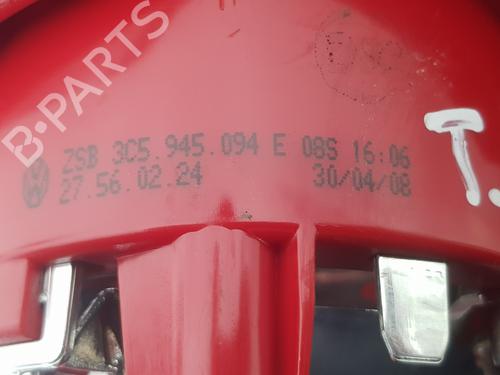 B-PARTS
ZSB 3C5.945.094 E 08S 16:06
27.56.02.24 30/04/08
T.